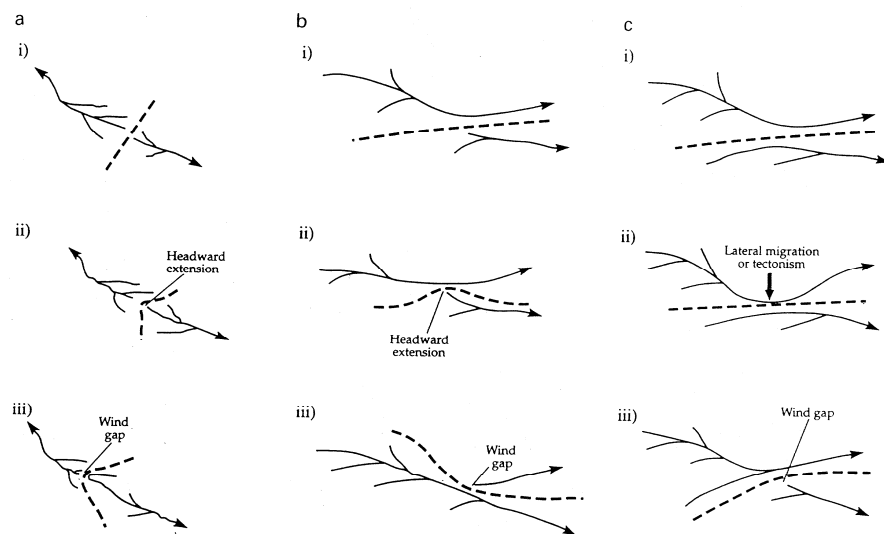 a
b
c
i)
i)
i)
ii)
Headward
extension
ii)
Headward
extension
ii)
Lateral migration
or tectonism
iii)
Wind
gap
iii)
Wind
gap
iii)
Wind gap